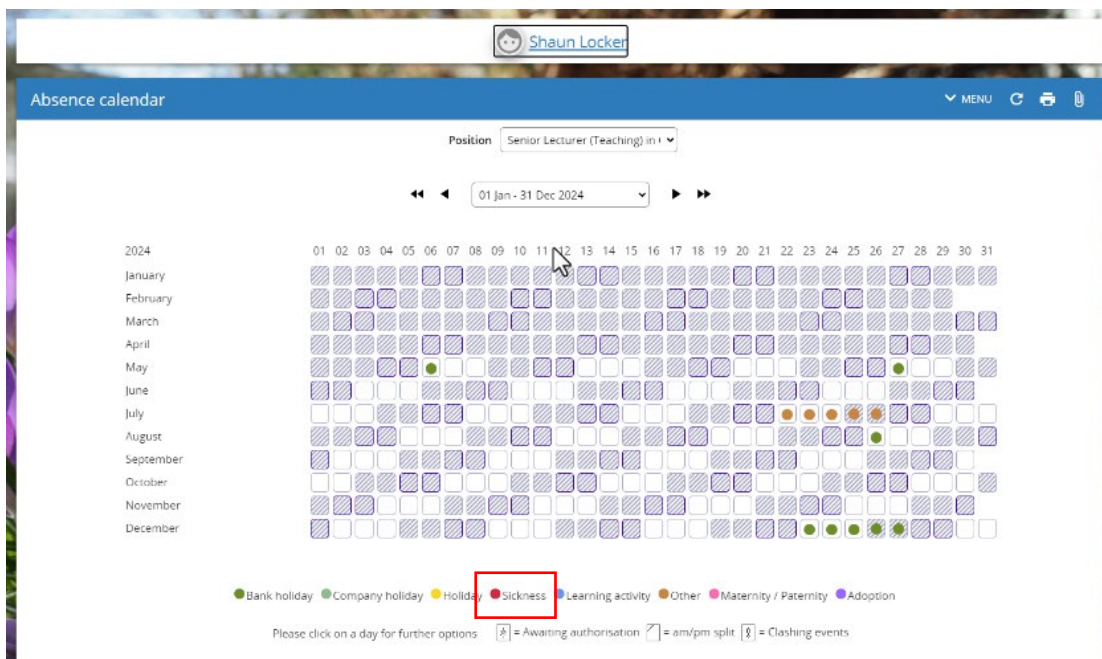 Shaun Locker
Absence calendar MENU
Position Senior Lecturer (Teaching) in
01 Jan - 31 Dec 2024
2024 01 02 03 04 05 06 07 08 09 10 11 12 13 14 15 16 17 18 19 20 21 22 23 24 25 26 27 28 29 30 31
January
February
March
April
May
June
July
August
September
October
November
December
Bank holiday Company holiday Holiday Sickness Learning activity Other Maternity / Paternity Adoption
Please click on a day for further options = Awaiting authorisation = am/pm split = Clashing events